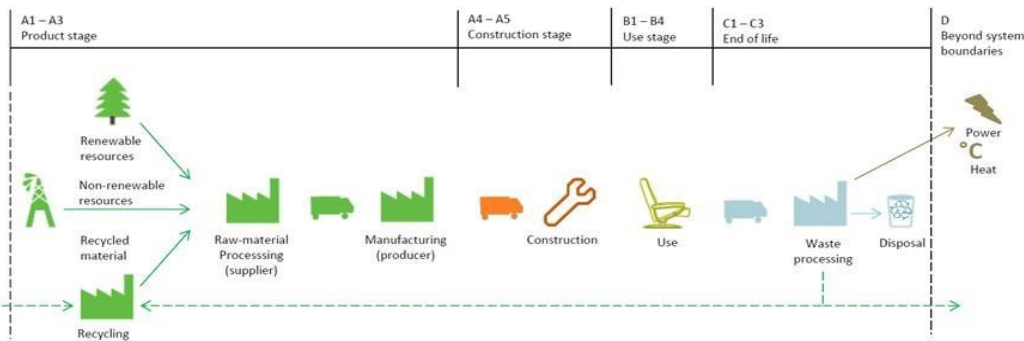 A1 – A3
Product stage
A4 – A5
Construction stage
B1 – B4
Use stage
C1 – C3
End of life
D
Beyond system
boundaries
Renewable
resources
Non-renewable
resources
Recycled
material
Recycling
Raw-material
Processsing
(supplier)
Manufacturing
(producer)
Construction
Use
Waste
processing
Disposal
Power
°C
Heat